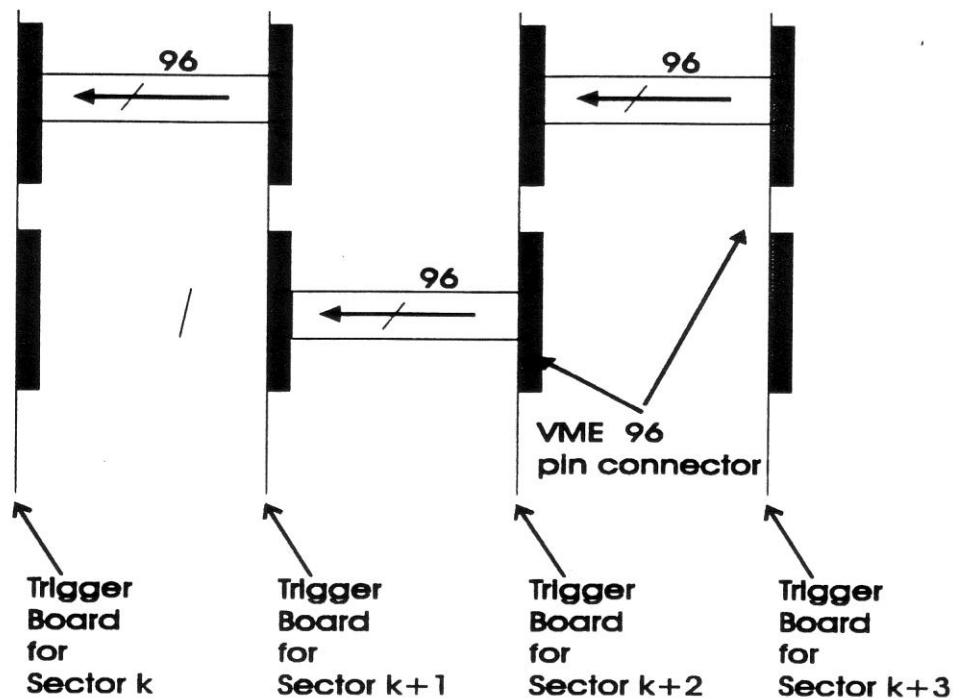 96
96
96
VME 96
pin connector
Trigger
Board
for
Sector k
Trigger
Board
for
Sector k+1
Trigger
Board
for
Sector k+2
Trigger
Board
for
Sector k+3